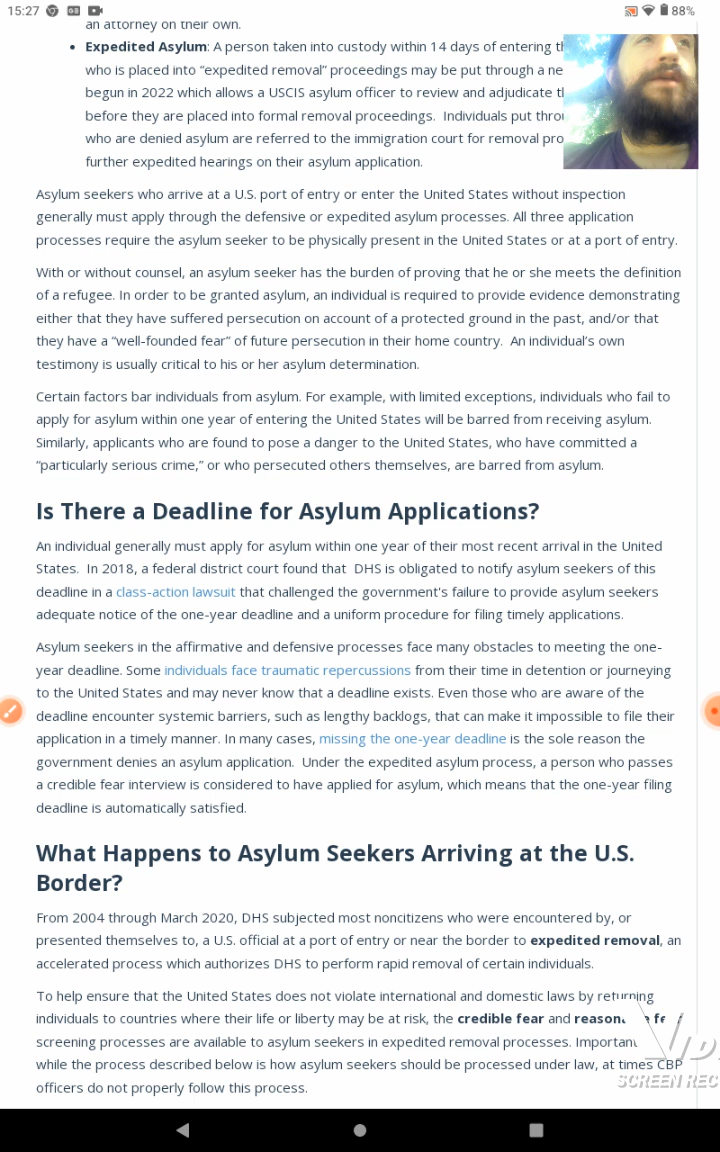 15:27 88%
an attorney on their own.
• Expedited Asylum: A person taken into custody within 14 days of entering
who is placed into “expedited removal” proceedings may be put through a
begun in 2022 which allows a USCIS asylum officer to review and adjudicate
before they are placed into formal removal proceedings. Individuals put
who are denied asylum are referred to the immigration court for removal
further expedited hearings on their asylum application.
Asylum seekers who arrive at a U.S. port of entry or enter the United States without inspection
generally must apply through the defensive or expedited asylum processes. All three application
processes require the asylum seeker to be physically present in the United States or at a port of entry.
With or without counsel, an asylum seeker has the burden of proving that he or she meets the definition
of a refugee. In order to be granted asylum, an individual is required to provide evidence demonstrating
either that they have suffered persecution on account of a protected ground in the past, and/or that
they have a “well-founded fear” of future persecution in their home country. An individual’s own
testimony is usually critical to his or her asylum determination.
Certain factors bar individuals from asylum. For example, with limited exceptions, individuals who fail to
apply for asylum within one year of entering the United States will be barred from receiving asylum.
Similarly, applicants who are found to pose a danger to the United States, who have committed a
“particularly serious crime,” or who persecuted others themselves, are barred from asylum.
Is There a Deadline for Asylum Applications?
An individual generally must apply for asylum within one year of their most recent arrival in the United
States. In 2018, a federal district court found that DHS is obligated to notify asylum seekers of this
deadline in a class-action lawsuit that challenged the government's failure to provide asylum seekers
adequate notice of the one-year deadline and a uniform procedure for filing timely applications.
Asylum seekers in the affirmative and defensive processes face many obstacles to meeting the one-
year deadline. Some individuals face traumatic repercussions from their time in detention or journeying
to the United States and may never know that a deadline exists. Even those who are aware of the
deadline encounter systemic barriers, such as lengthy backlogs, that can make it impossible to file their
application in a timely manner. In many cases, missing the one-year deadline is the sole reason the
government denies an asylum application. Under the expedited asylum process, a person who passes
a credible fear interview is considered to have applied for asylum, which means that the one-year filing
deadline is automatically satisfied.
What Happens to Asylum Seekers Arriving at the U.S.
Border?
From 2004 through March 2020, DHS subjected most noncitizens who were encountered by, or
presented themselves to, a U.S. official at a port of entry or near the border to expedited removal, an
accelerated process which authorizes DHS to perform rapid removal of certain individuals.
To help ensure that the United States does not violate international and domestic laws by returning
individuals to countries where their life or liberty may be at risk, the credible fear and
screening processes are available to asylum seekers in expedited removal processes.
while the process described below is how asylum seekers should be processed under law, at times CBP
officers do not properly follow this process.
SCREEN REC